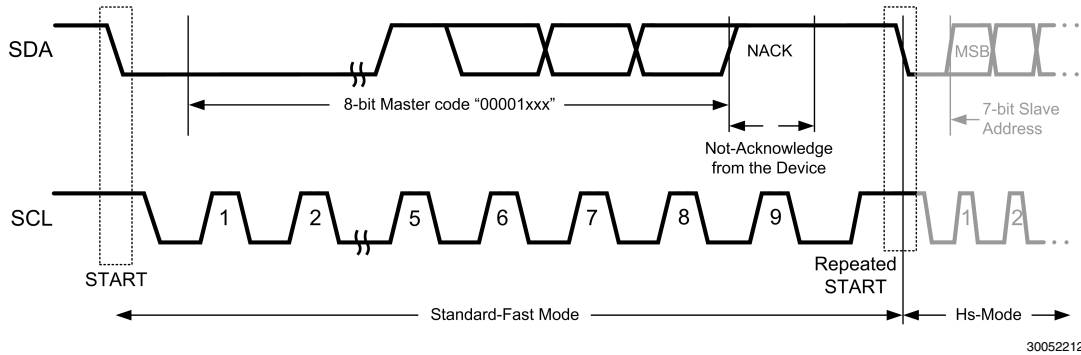 SDA
NACK
MSB
8-bit Master code “00001xxx”
7-bit Slave
Address
Not-Acknowledge
from the Device
SCL
1 2 5 6 7 8 9 1 2
START
Repeated
START
Standard-Fast Mode
Hs-Mode
30052212